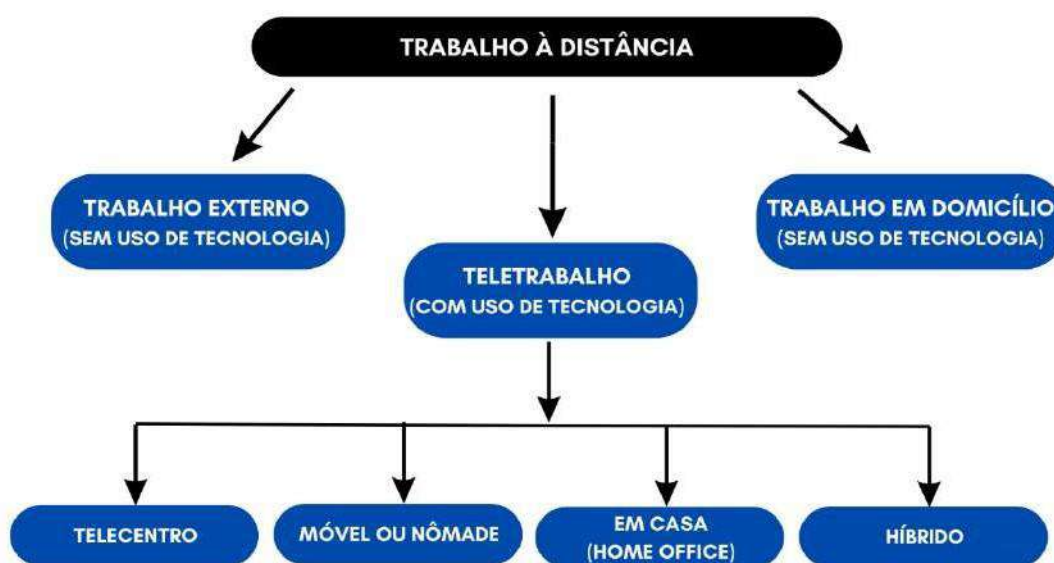 TRABALHO À DISTÂNCIA
TRABALHO EXTERNO
(SEM USO DE TECNOLOGIA)
TRABALHO EM DOMICÍLIO
(SEM USO DE TECNOLOGIA)
TELETRABALHO
(COM USO DE TECNOLOGIA)
TELECENTRO
MÓVEL OU NÔMADE
EM CASA
(HOME OFFICE)
HÍBRIDO